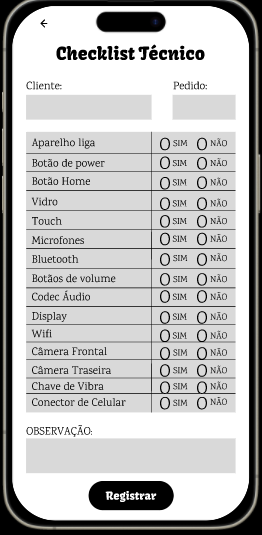 Checklist Técnico
Cliente: Pedido:
Aparelho liga SIM NÃO
Botão de power SIM NÃO
Botão Home SIM NÃO
Vidro SIM NÃO
Touch SIM NÃO
Microfones SIM NÃO
Bluetooth SIM NÃO
Botãos de volume SIM NÃO
Codec Áudio SIM NÃO
Display SIM NÃO
Wifi SIM NÃO
Câmera Frontal SIM NÃO
Câmera Traseira SIM NÃO
Chave de Vibra SIM NÃO
Conector de Celular SIM NÃO
OBSERVAÇÃO:
Registrar